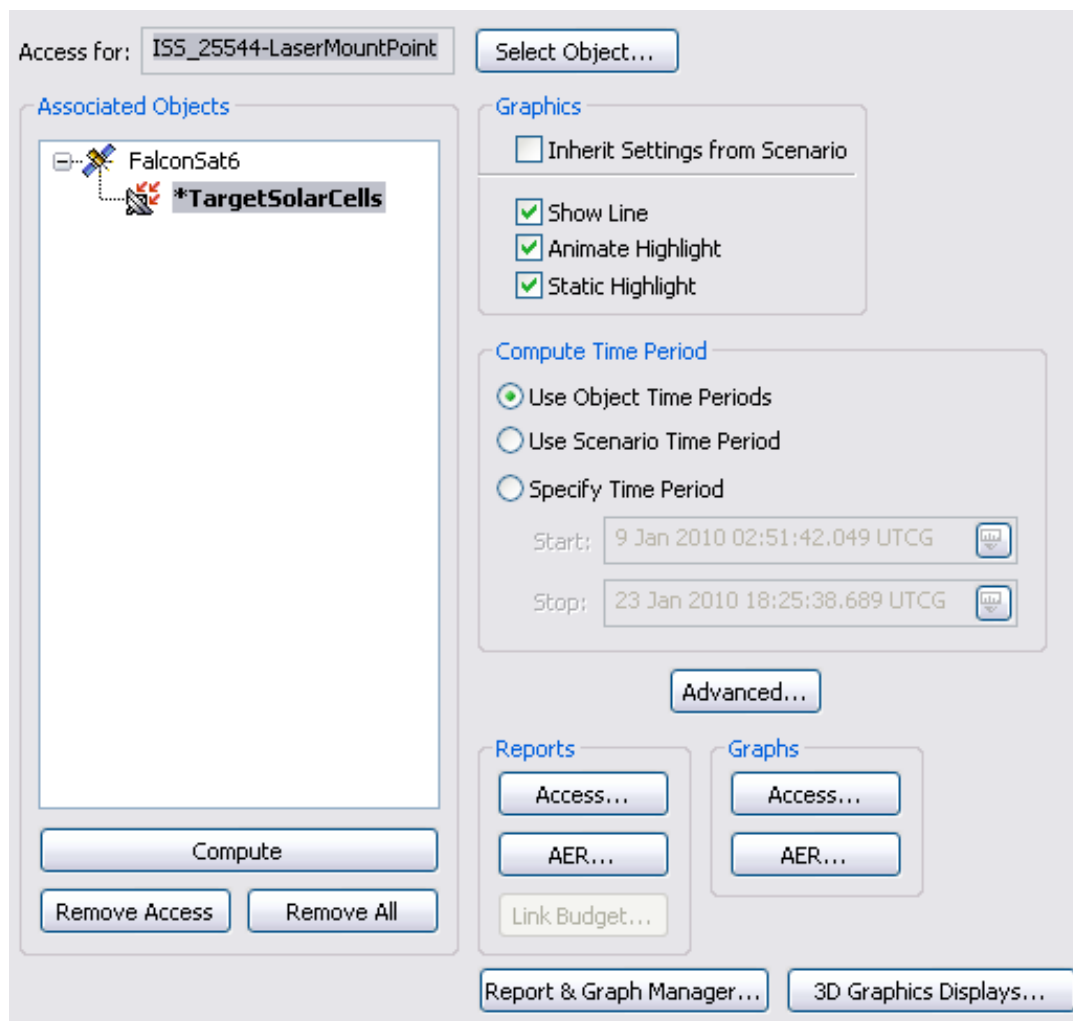 Access for: ISS_25544-LaserMountPoint Select Object...
Associated Objects
FalconSat6
*TargetSolarCells
Compute
Remove Access Remove All
Graphics
Inherit Settings from Scenario
Show Line
Animate Highlight
Static Highlight
Compute Time Period
Use Object Time Periods
Use Scenario Time Period
Specify Time Period
Start: 9 Jan 2010 02:51:42.049 UTCG
Stop: 23 Jan 2010 18:25:38.689 UTCG
Advanced...
Reports
Access...
AER...
Link Budget...
Graphs
Access...
AER...
Report & Graph Manager... 3D Graphics Displays...